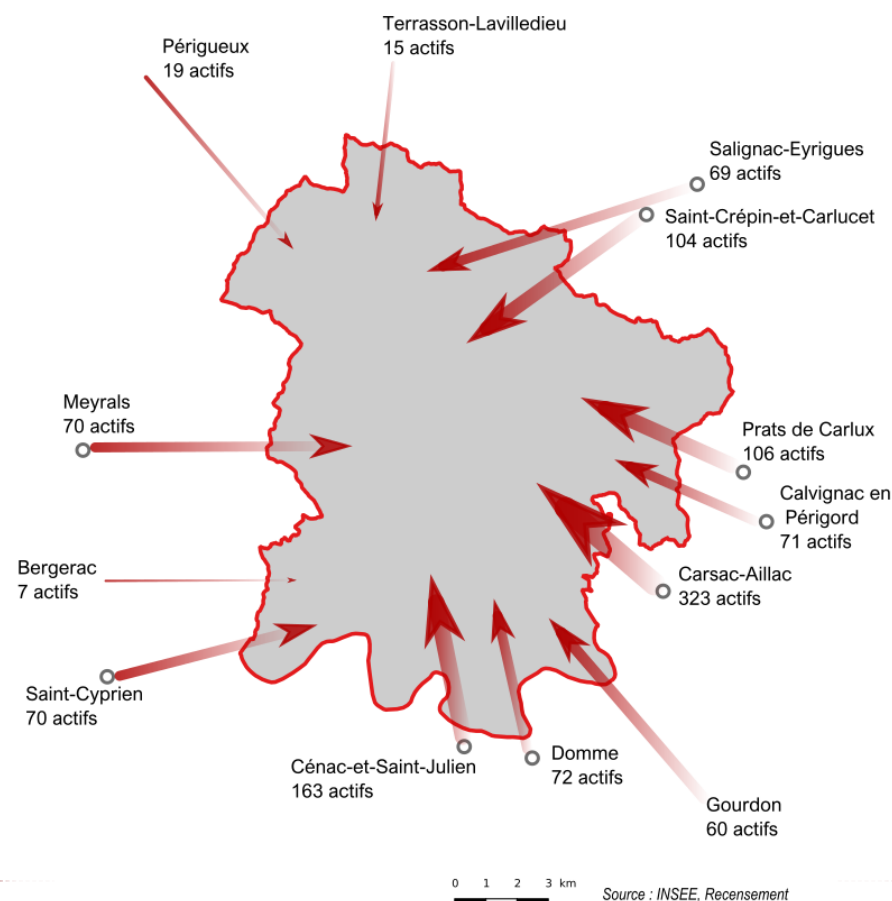 Terrasson-Lavilledieu
15 actifs
Périgueux
19 actifs
Salignac-Eyrigues
69 actifs
Saint-Crépin-et-Carlucet
104 actifs
Meyrals
70 actifs
Prats de Carlux
106 actifs
Calvignac en
Périgord
71 actifs
Bergerac
7 actifs
Carsac-Aillac
323 actifs
Saint-Cyprien
70 actifs
Cénac-et-Saint-Julien
163 actifs
Domme
72 actifs
Gourdon
60 actifs
0 1 2 3 km
Source : INSEE, Recensement